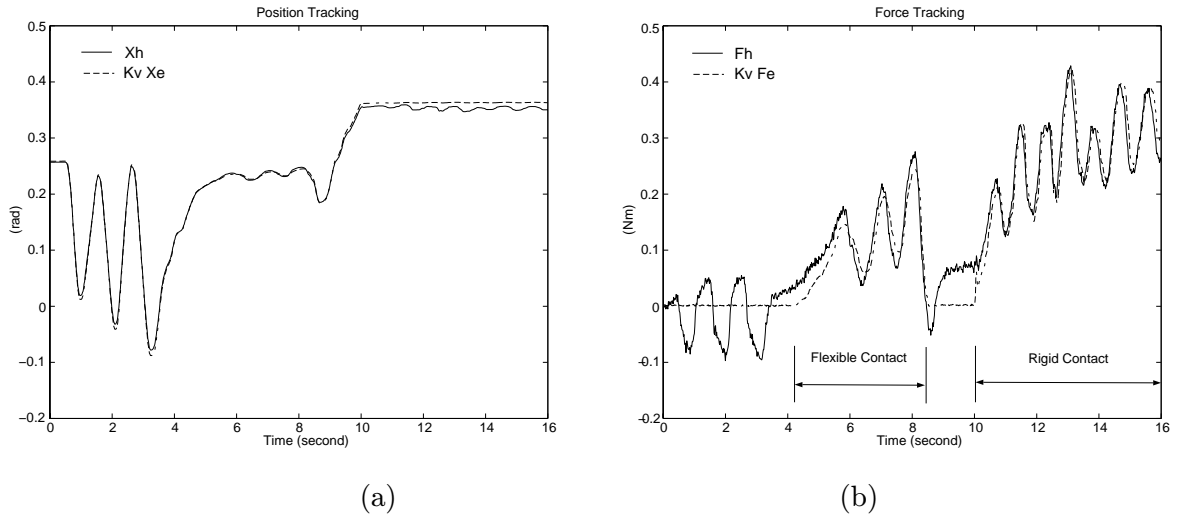 Position Tracking
0.5
0.4
0.3
0.2
0.1
0
−0.1
−0.2
(rad)
Xh
Kv Xe
0 2 4 6 8 10 12 14 16
Time (second)
(a)
Force Tracking
0.5
0.4
0.3
0.2
0.1
0
-0.1
-0.2
(Nm)
Fh
Kv Fe
Flexible Contact
Rigid Contact
0 2 4 6 8 10 12 14 16
Time (second)
(b)